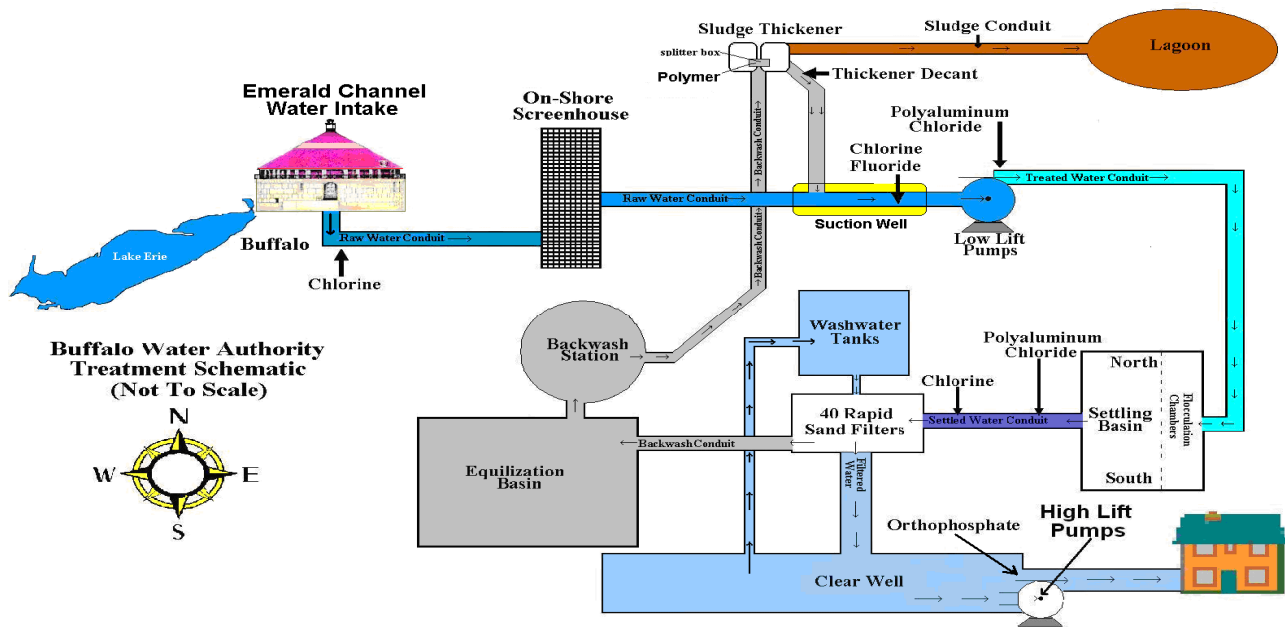 Sludge Thickener
splitter box
Polymer
Sludge Conduit
Lagoon
Thickener Decant
Emerald Channel
Water Intake
On-Shore
Screenhouse
Polyaluminum
Chloride
Backwash Conduit
Chlorine
Fluoride
Treated Water Conduit
Raw Water Conduit
Suction Well
Low Lift
Pumps
Lake Erie
Buffalo
Raw Water Conduit
Chlorine
Backwash Conduit
Backwash Conduit
Buffalo Water Authority
Treatment Schematic
(Not To Scale)
N
W
E
S
Backwash
Station
Washwater
Tanks
Polyaluminum
Chloride
Chlorine
North
Settling
Basin
South
Flocculation
Chambers
40 Rapid
Sand Filters
Settled Water Conduit
Backwash Conduit
Equilization
Basin
Filtered
Water
Orthophosphate
High Lift
Pumps
Clear Well